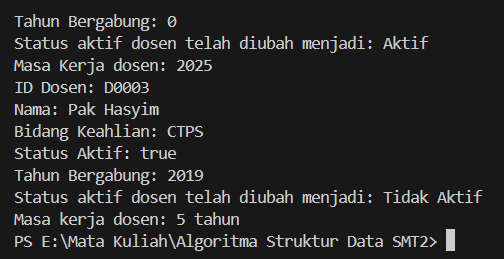 Tahun Bergabung: 0
Status aktif dosen telah diubah menjadi: Aktif
Masa Kerja dosen: 2025
ID Dosen: D0003
Nama: Pak Hasyim
Bidang Keahlian: CTPS
Status Aktif: true
Tahun Bergabung: 2019
Status aktif dosen telah diubah menjadi: Tidak Aktif
Masa kerja dosen: 5 tahun
PS E:\Mata Kuliah\Algoritma Struktur Data SMT2>